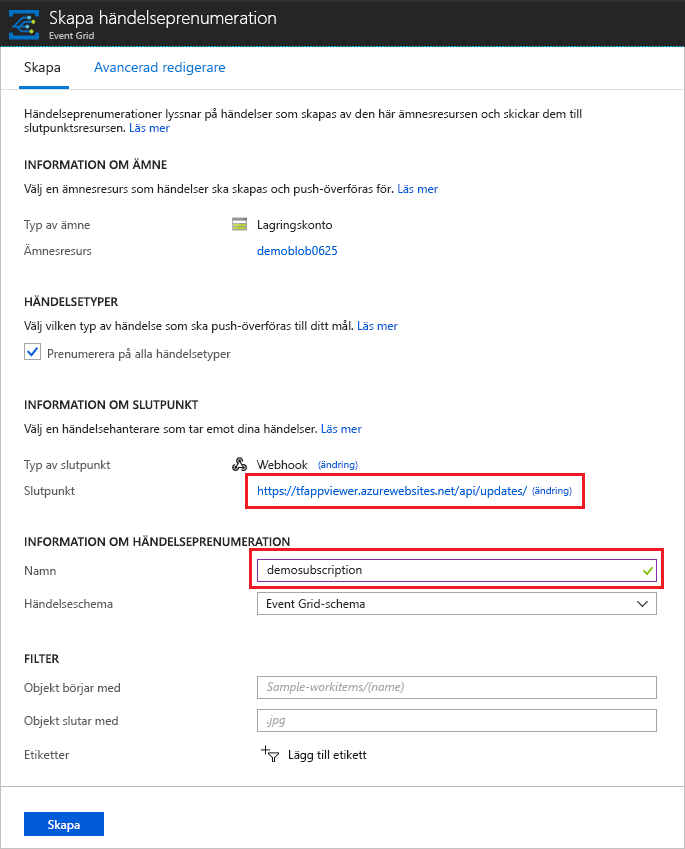 Skapa händelseprenumeration
Event Grid
Skapa Avancerad redigerare
Händelseprenumerationer lyssnar på händelser som skapas av den här ämnesresursen och skickar dem till
slutpunktsresursen. Läs mer
INFORMATION OM ÄMNE
Välj en ämnesresurs som händelser ska skapas och push-överföras för. Läs mer
Typ av ämne Lagringskonto
Ämnesresurs demoblob0625
HÄNDELSETYPER
Välj vilken typ av händelse som ska push-överföras till ditt mål. Läs mer
Prenumerera på alla händelsetyper
INFORMATION OM SLUTPUNKT
Välj en händelsehanterare som tar emot dina händelser. Läs mer
Typ av slutpunkt Webhook (ändring)
Slutpunkt https://tfappviewer.azurewebsites.net/api/updates/ (ändring)
INFORMATION OM HÄNDELSEPRENUMERATION
Namn demosubscription
Händelseschema Event Grid-schema
FILTER
Objekt börjar med Sample-workitems/(name)
Objekt slutar med .jpg
Etiketter Lägg till etikett
Skapa